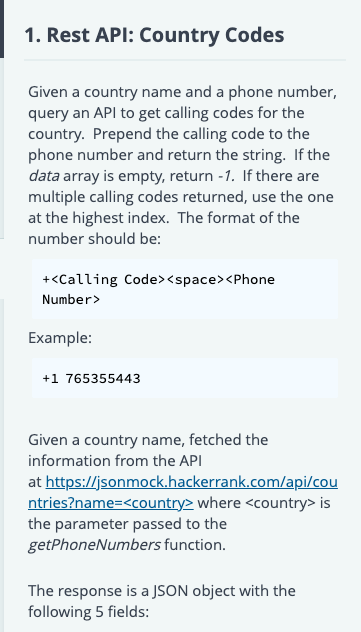 1. Rest API: Country Codes
Given a country name and a phone number,
query an API to get calling codes for the
country. Prepend the calling code to the
phone number and return the string. If the
data array is empty, return -1. If there are
multiple calling codes returned, use the one
at the highest index. The format of the
number should be:
+<Calling Code><space><Phone
Number>
Example:
+1 765355443
Given a country name, fetched the
information from the API
at https://jsonmock.hackerrank.com/api/cou
ntries?name=<country> where <country> is
the parameter passed to the
getPhoneNumbers function.
The response is a JSON object with the
following 5 fields: